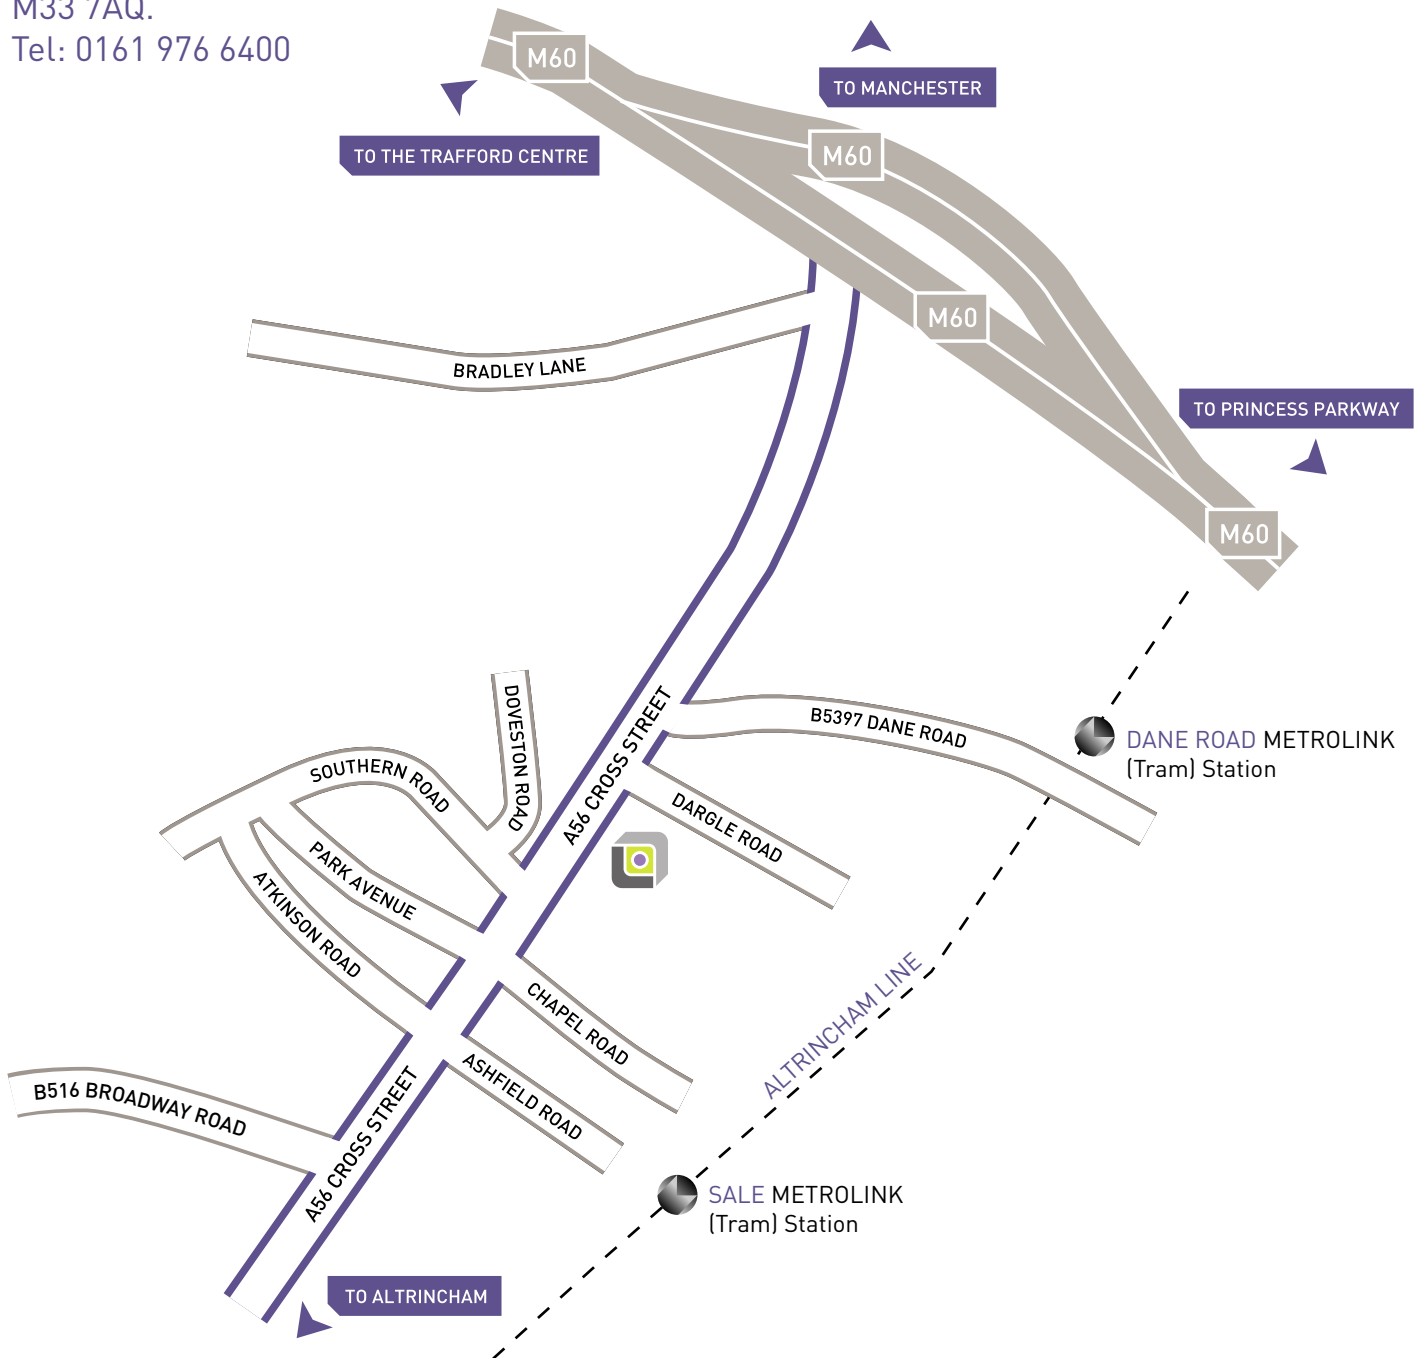 M33 7AQ.
Tel: 0161 976 6400
M60
TO MANCHESTER
TO THE TRAFFORD CENTRE
M60
M60
BRADLEY LANE
TO PRINCESS PARKWAY
M60
DOVESTON ROAD
A56 CROSS STREET
B5397 DANE ROAD
DANE ROAD METROLINK
(Tram) Station
SOUTHERN ROAD
DARGLE ROAD
PARK AVENUE
ATKINSON ROAD
CHAPEL ROAD
ALTRINCHAM LINE
ASHFIELD ROAD
B516 BROADWAY ROAD
A56 CROSS STREET
SALE METROLINK
(Tram) Station
TO ALTRINCHAM